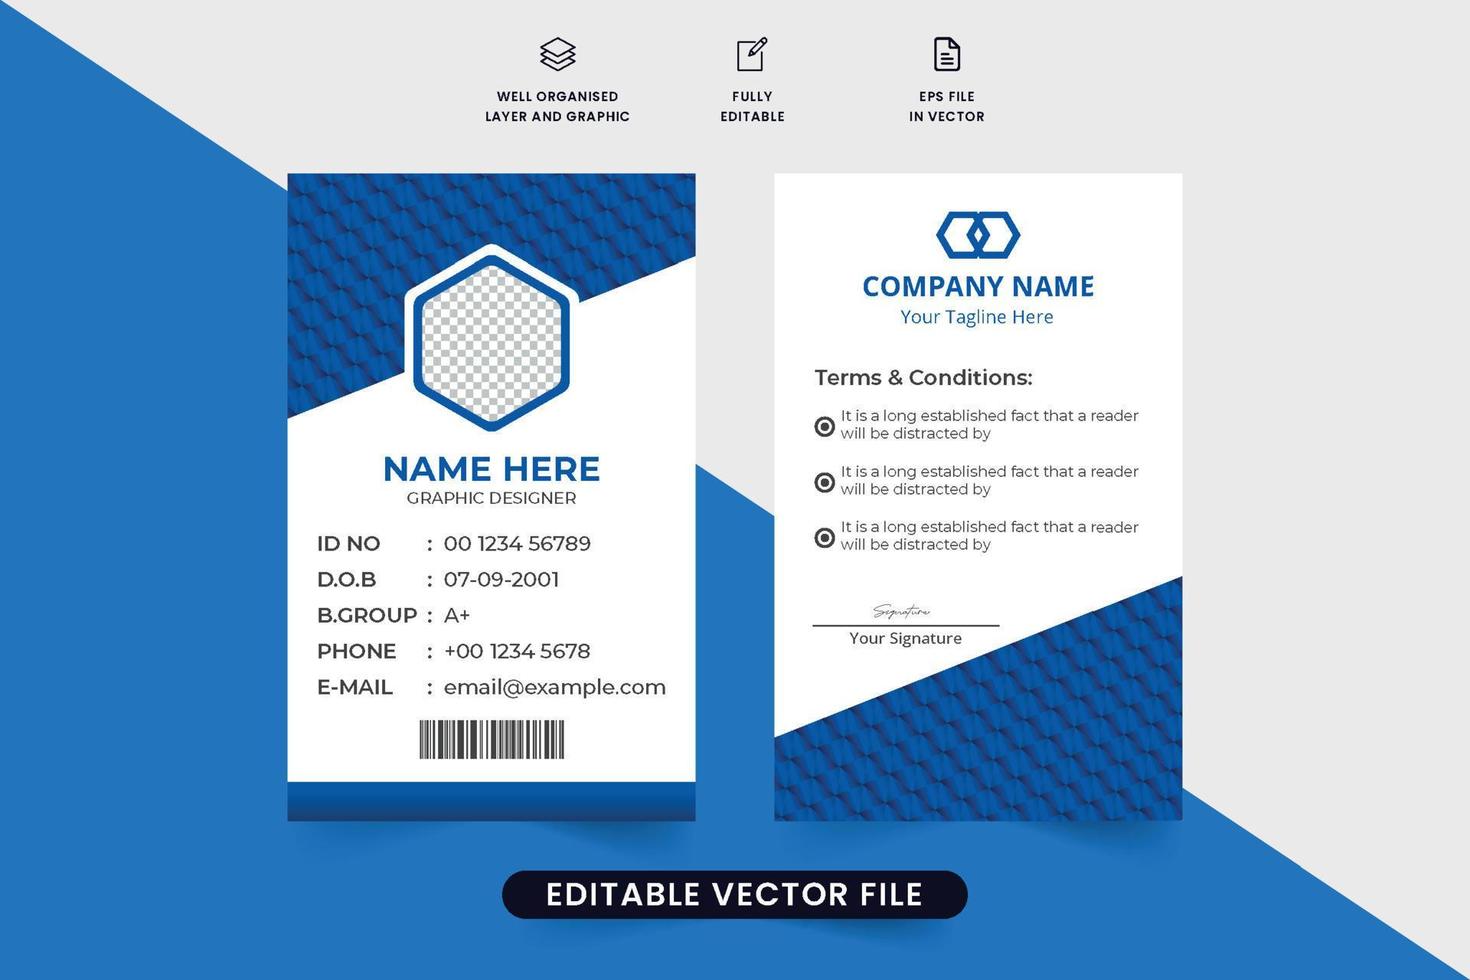 WELL ORGANISED
LAYER AND GRAPHIC
FULLY
EDITABLE
EPS FILE
IN VECTOR
NAME HERE
GRAPHIC DESIGNER
ID NO : 00 1234 56789
D.O.B : 07-09-2001
B.GROUP : A+
PHONE : +00 1234 5678
E-MAIL : email@example.com
COMPANY NAME
Your Tagline Here
Terms & Conditions:
It is a long established fact that a reader
will be distracted by
It is a long established fact that a reader
will be distracted by
It is a long established fact that a reader
will be distracted by
Signature
Your Signature
EDITABLE VECTOR FILE